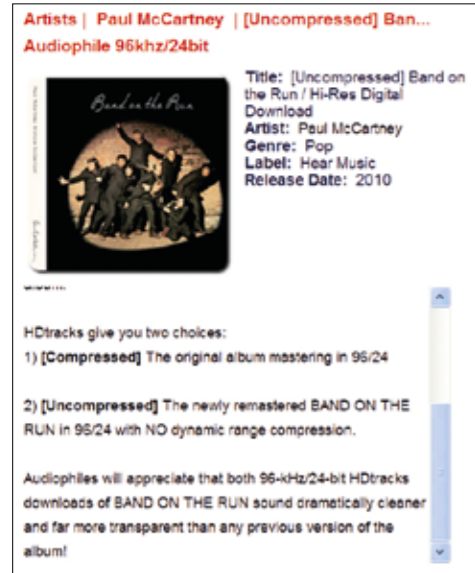 Artists | Paul McCartney | [Uncompressed] Ban...
Audiophile 96khz/24bit
Band on the Run
Title: [Uncompressed] Band on
the Run / Hi-Res Digital
Download
Artist: Paul McCartney
Genre: Pop
Label: Hear Music
Release Date: 2010
album.
HDtracks give you two choices:
1) [Compressed] The original album mastering in 96/24
2) [Uncompressed] The newly remastered BAND ON THE
RUN in 96/24 with NO dynamic range compression.
Audiophiles will appreciate that both 96-kHz/24-bit HDtracks
downloads of BAND ON THE RUN sound dramatically cleaner
and far more transparent than any previous version of the
album!